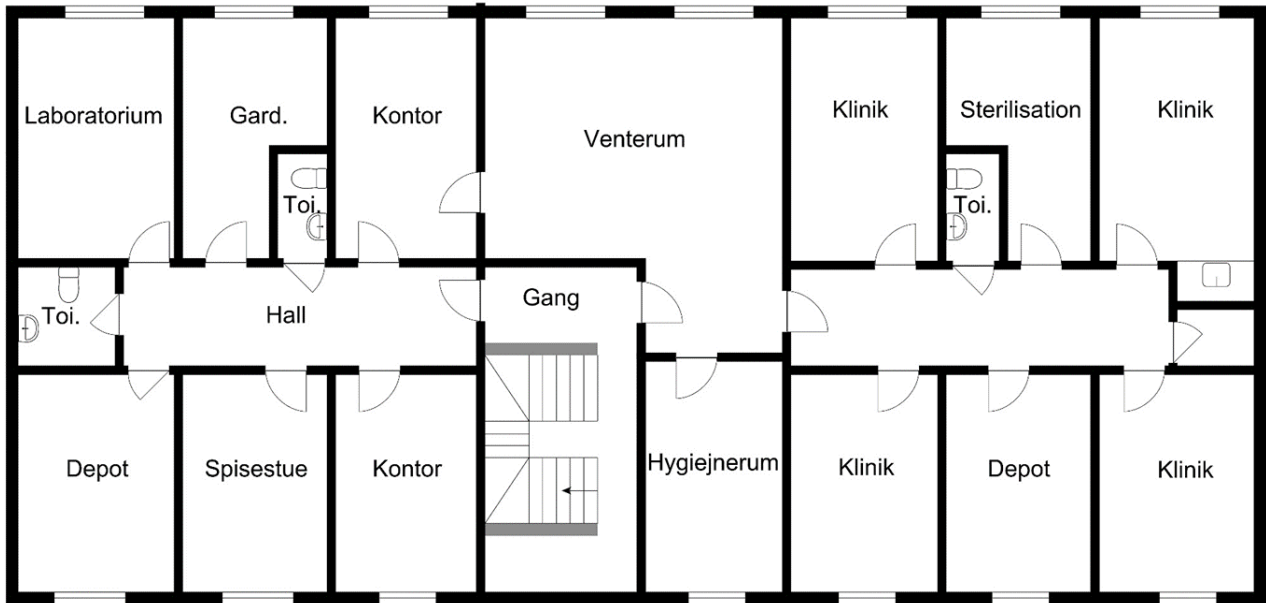 Laboratorium
Gard.
Kontor
Venterum
Klinik
Sterilisation
Klinik
Toi.
Toi.
Toi.
Hall
Gang
Depot
Spisestue
Kontor
Hygiejnerum
Klinik
Depot
Klinik